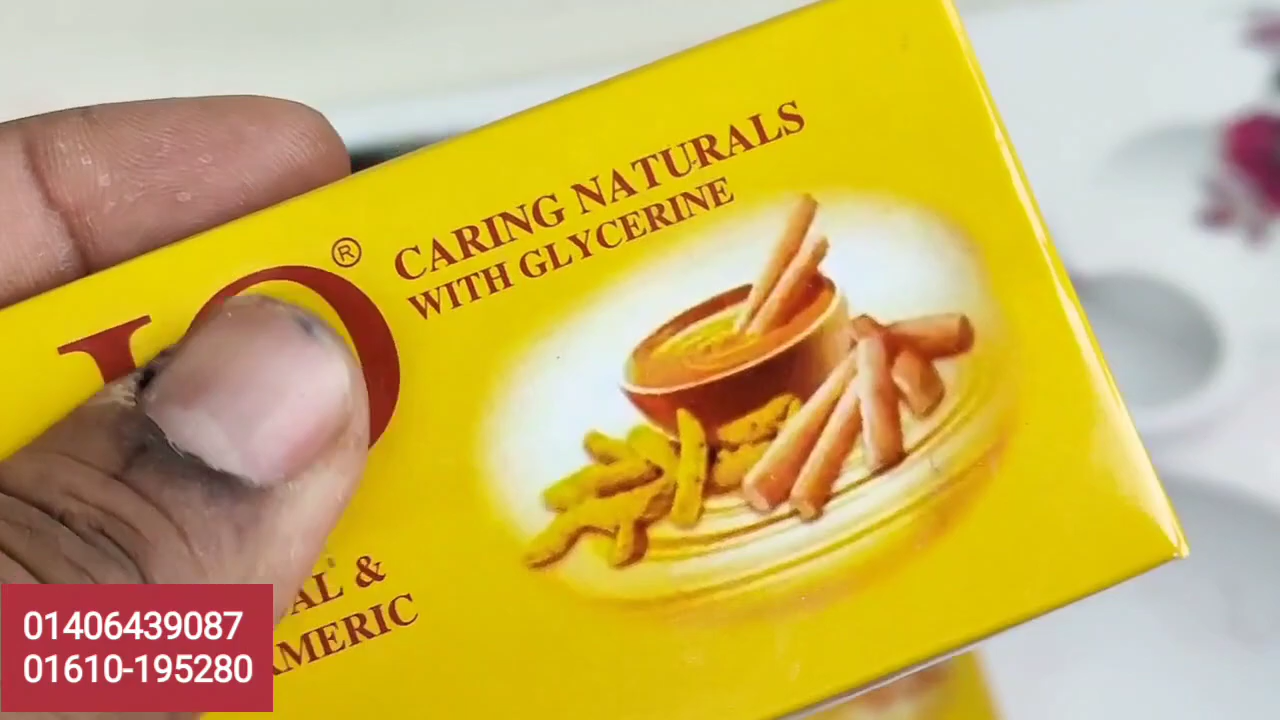 ®
CARING NATURALS
WITH GLYCERINE
&
01406439087
01610-195280